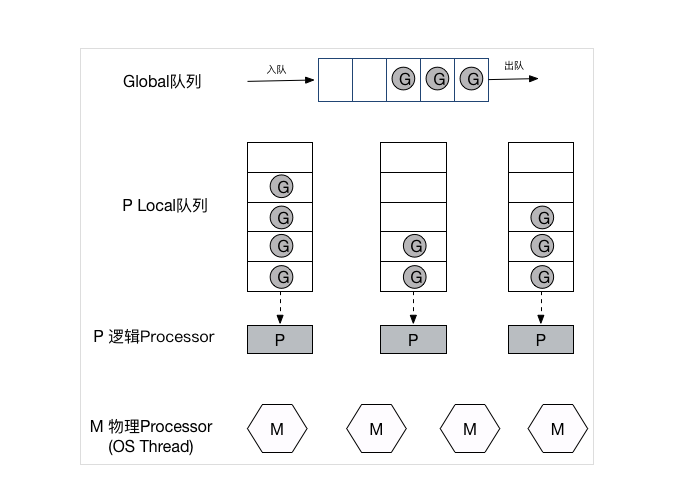 入队
出队
Global队列
G G G
P Local队列
G
G G
G G G
G G G
P 逻辑Processor
P P P
M 物理Processor
(OS Thread)
M M M M